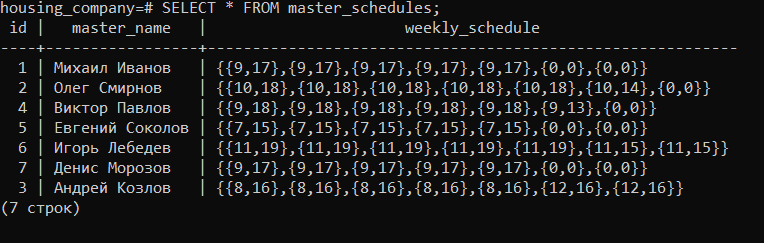 housing_company=# SELECT * FROM master_schedules;
 id |   master_name   |                      weekly_schedule
----+-----------------+-----------------------------------------------------------
  1 | Михаил Иванов   | {{9,17},{9,17},{9,17},{9,17},{9,17},{0,0},{0,0}}
  2 | Олег Смирнов    | {{10,18},{10,18},{10,18},{10,18},{10,18},{10,14},{0,0}}
  4 | Виктор Павлов   | {{9,18},{9,18},{9,18},{9,18},{9,18},{9,13},{0,0}}
  5 | Евгений Соколов | {{7,15},{7,15},{7,15},{7,15},{7,15},{0,0},{0,0}}
  6 | Игорь Лебедев   | {{11,19},{11,19},{11,19},{11,19},{11,19},{11,15},{11,15}}
  7 | Денис Морозов   | {{9,17},{9,17},{9,17},{9,17},{9,17},{0,0},{0,0}}
  3 | Андрей Козлов   | {{8,16},{8,16},{8,16},{8,16},{8,16},{12,16},{12,16}}
(7 строк)